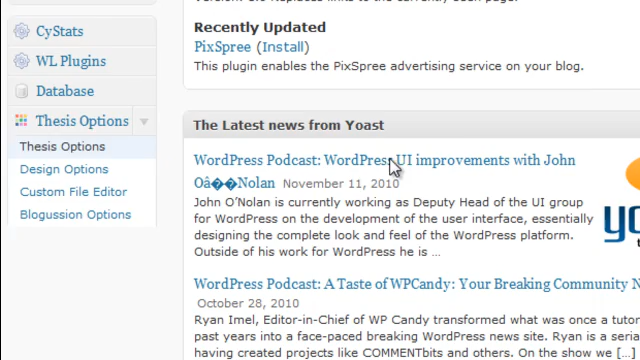 CyStats
WL Plugins
Database
Thesis Options
Thesis Options
Design Options
Custom File Editor
Blogussion Options
Recently Updated
PixSpree (Install)
This plugin enables the PixSpree advertising service on your blog.
The Latest news from Yoast
WordPress Podcast: WordPress UI improvements with John
Oâ��Nolan November 11, 2010
John O’Nolan is currently working as Deputy Head of the UI group
for WordPress on the development of the user interface, essentially
designing the complete look and feel of the WordPress platform.
Outside of his work for WordPress he is ...
WordPress Podcast: A Taste of WPCandy: Your Breaking Community N
October 28, 2010
Ryan Imel, Editor-in-Chief of WP Candy transformed what was once a tutor
past years into a face-paced breaking WordPress news site. Ryan is a seria
having created projects like COMMENTbits and others. On the show we [...]